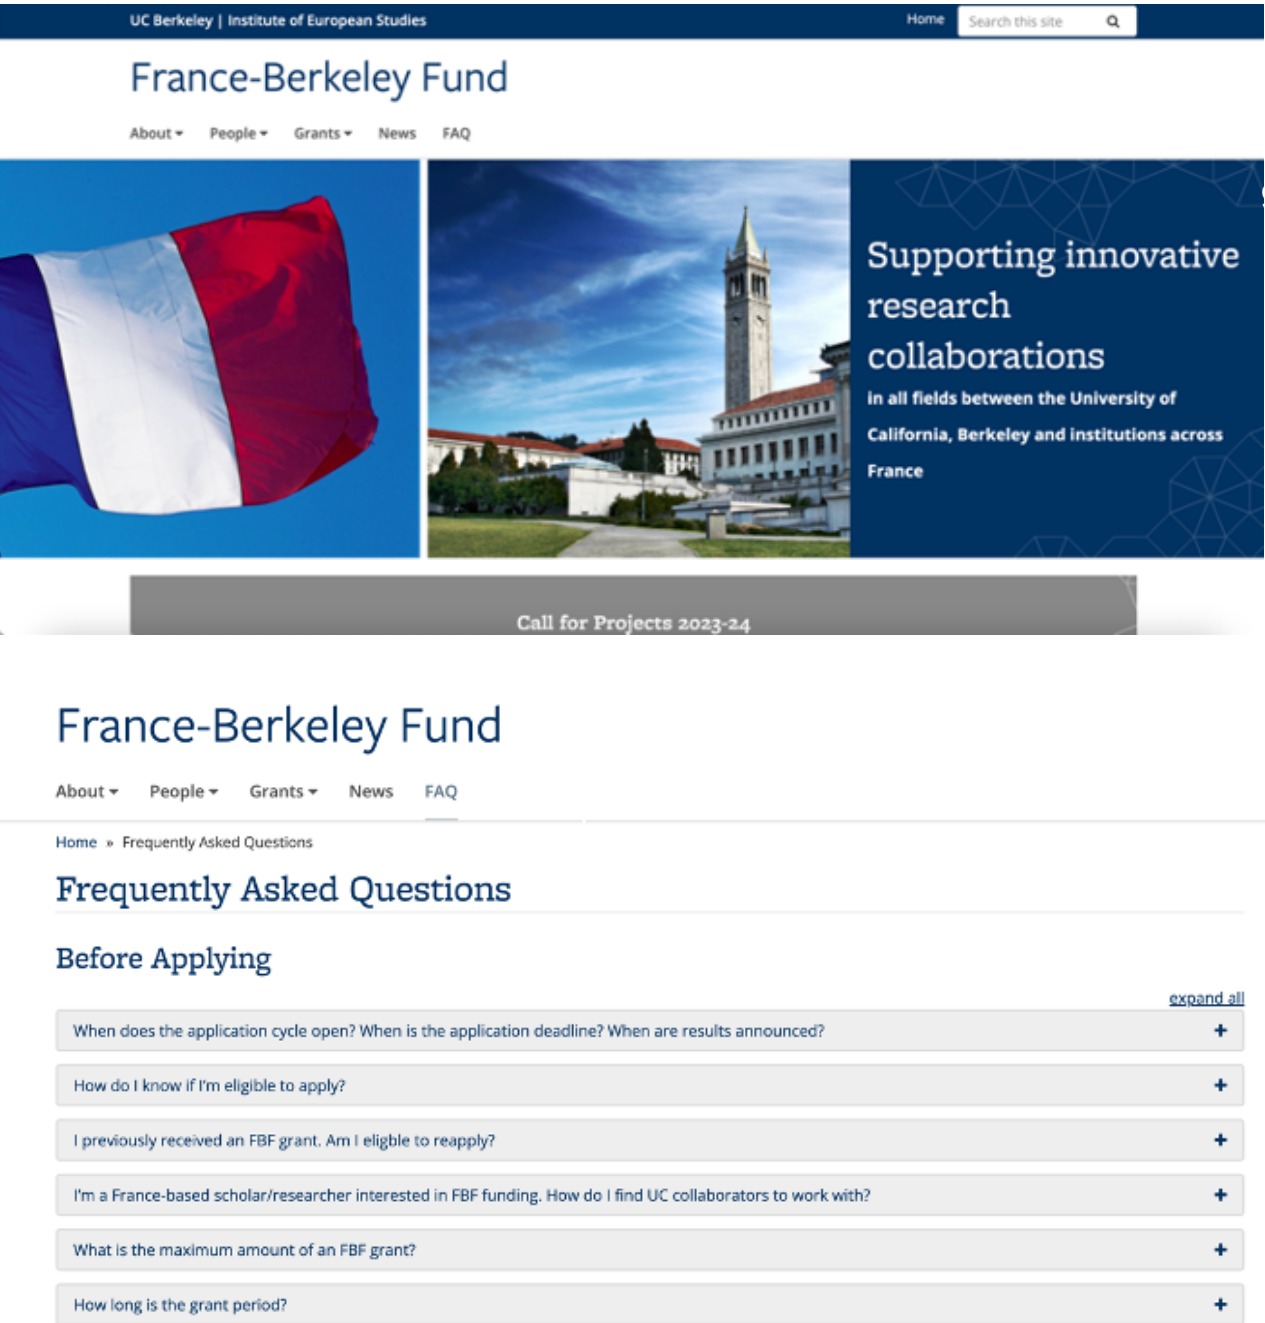 UC Berkeley | Institute of European Studies
Home
Search this site
France-Berkeley Fund
About
People
Grants
News
FAQ
Supporting innovative
research
collaborations
in all fields between the University of
California, Berkeley and institutions across
France
Call for Projects 2023-24
France-Berkeley Fund
About
People
Grants
News
FAQ
Home » Frequently Asked Questions
Frequently Asked Questions
Before Applying
expand all
When does the application cycle open? When is the application deadline? When are results announced?
How do I know if I'm eligible to apply?
I previously received an FBF grant. Am I eligble to reapply?
I'm a France-based scholar/researcher interested in FBF funding. How do I find UC collaborators to work with?
What is the maximum amount of an FBF grant?
How long is the grant period?